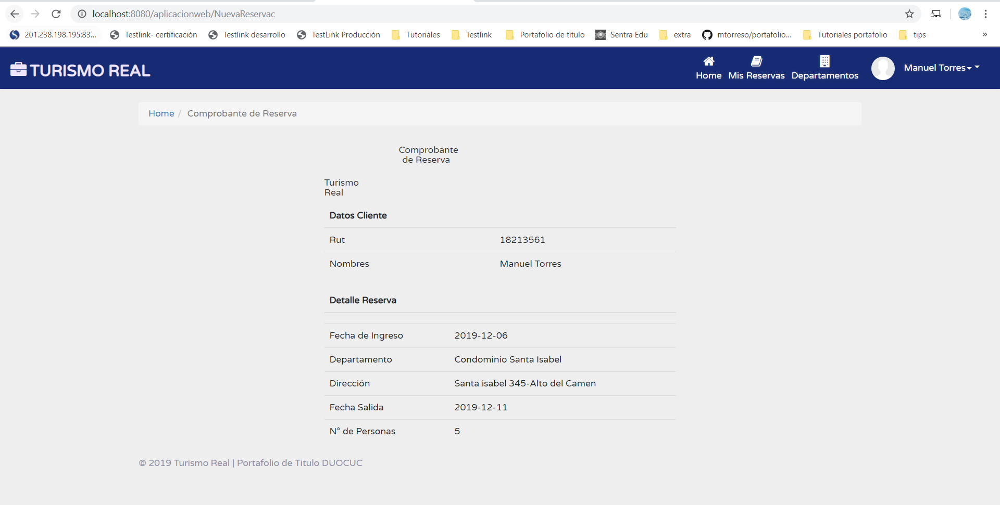 localhost:8080/aplicacionweb/NuevaReservac
201.238.198.195:83... Testlink- certificación Testlink desarrollo TestLink Producción Tutoriales Testlink Portafolio de titulo Sentra Edu extra mtorreso/portafolio... Tutoriales portafolio tips »
TURISMO REAL
Home Mis Reservas Departamentos Manuel Torres
Home / Comprobante de Reserva
Comprobante
de Reserva
Turismo
Real
Datos Cliente
Rut 18213561
Nombres Manuel Torres
Detalle Reserva
Fecha de Ingreso 2019-12-06
Departamento Condominio Santa Isabel
Dirección Santa isabel 345-Alto del Camen
Fecha Salida 2019-12-11
N° de Personas 5
© 2019 Turismo Real | Portafolio de Titulo DUOCUC